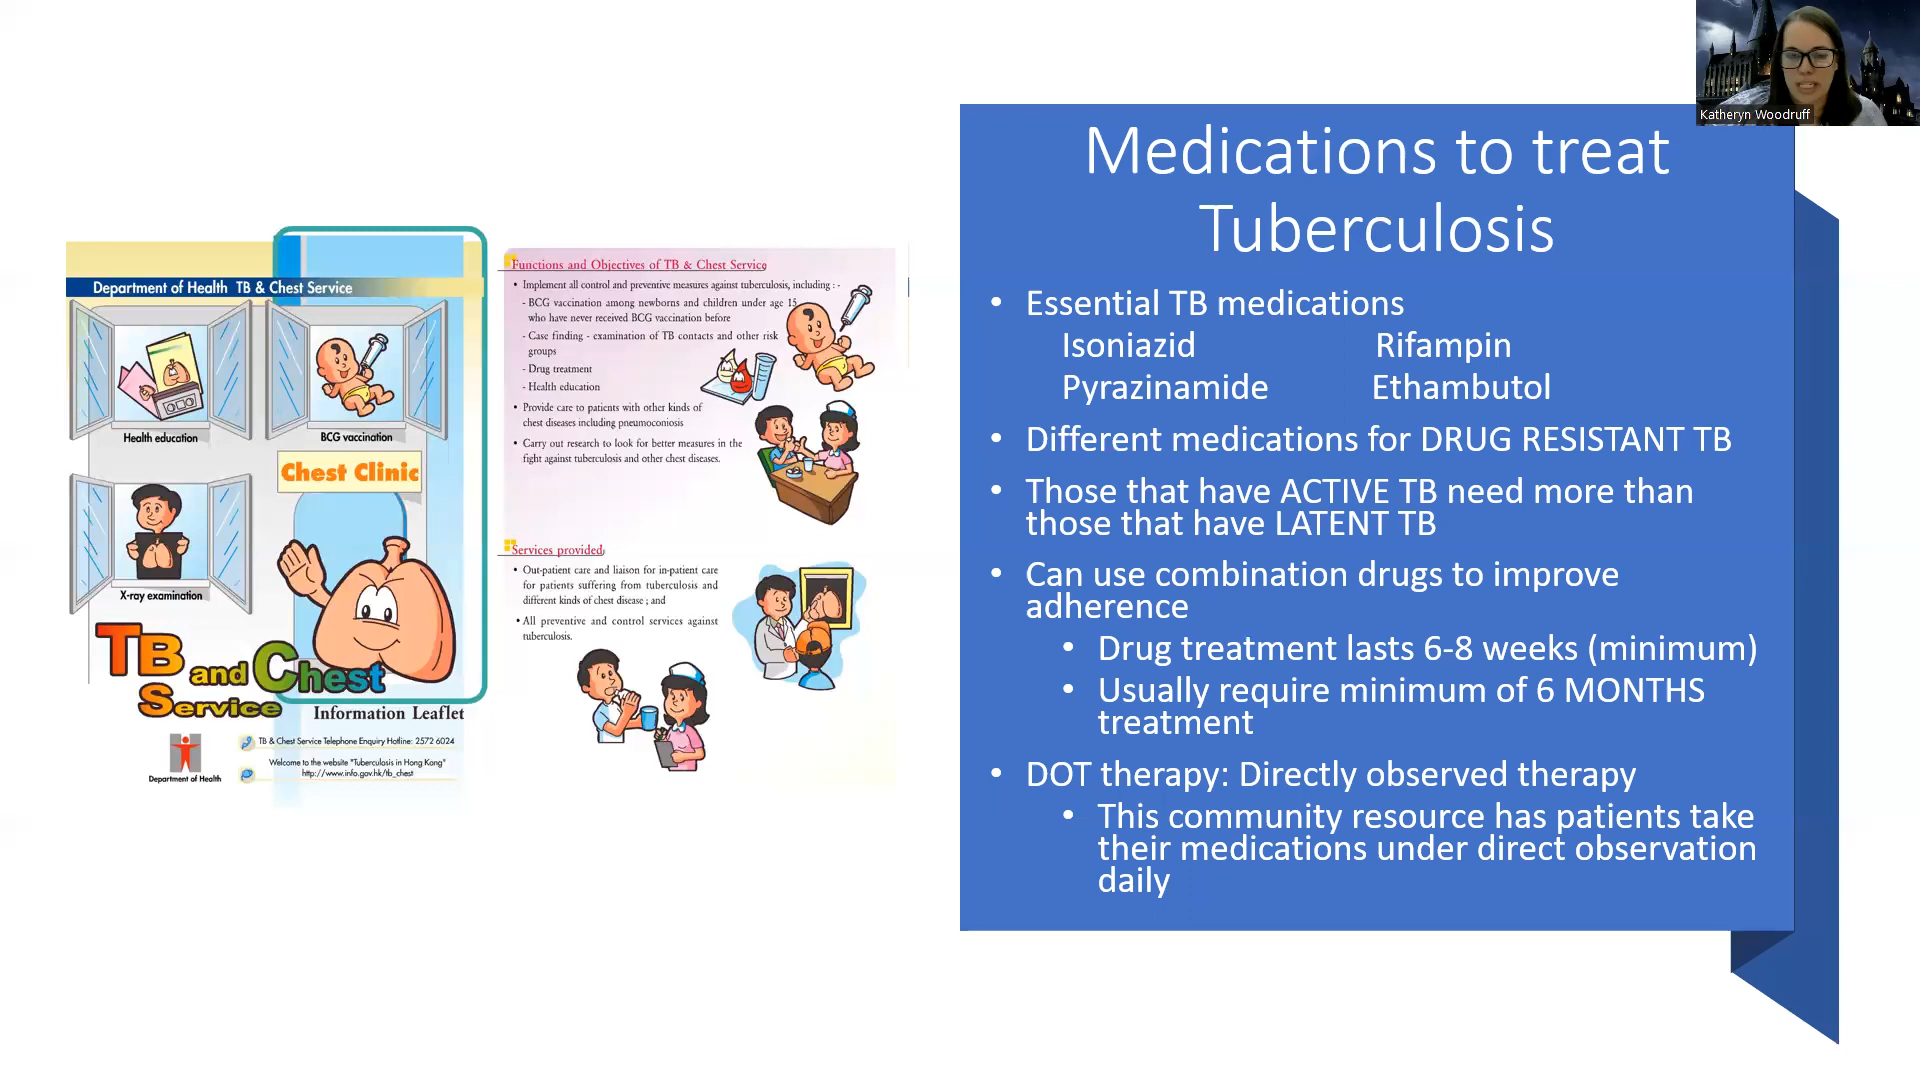 Katheryn Woodruff
Department of Health TB & Chest Service
Health education
BCG vaccination
Chest Clinic
X-ray examination
TB and Chest
Service
Information Leaflet
TB & Chest Service Telephone Enquiry Hotline: 2572 6024
Welcome to the website "Tuberculosis in Hong Kong"
http://www.info.gov.hk/tb_chest
Department of Health
Functions and Objectives of TB & Chest Service
• Implement all control and preventive measures against tuberculosis, including : -
- BCG vaccination among newborns and children under age 15
who have never received BCG vaccination before
- Case finding - examination of TB contacts and other risk
groups
- Drug treatment
- Health education
• Provide care to patients with other kinds of
chest diseases including pneumoconiosis
• Carry out research to look for better measures in the
fight against tuberculosis and other chest diseases.
Services provided
• Out-patient care and liaison for in-patient care
for patients suffering from tuberculosis and
different kinds of chest disease ; and
• All preventive and control services against
tuberculosis.
Medications to treat
Tuberculosis
• Essential TB medications
Isoniazid Rifampin
Pyrazinamide Ethambutol
• Different medications for DRUG RESISTANT TB
• Those that have ACTIVE TB need more than
those that have LATENT TB
• Can use combination drugs to improve
adherence
• Drug treatment lasts 6-8 weeks (minimum)
• Usually require minimum of 6 MONTHS
treatment
• DOT therapy: Directly observed therapy
• This community resource has patients take
their medications under direct observation
daily